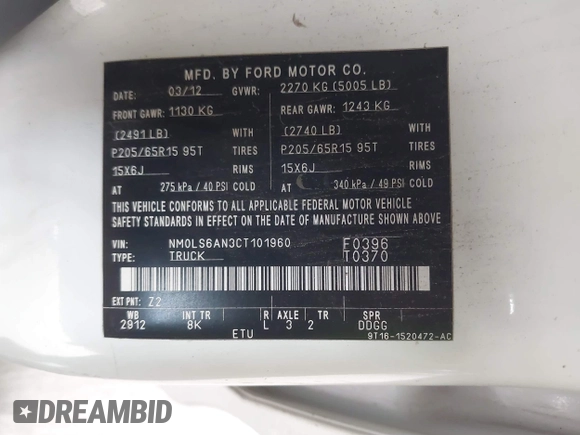 MFD. BY FORD MOTOR CO.
DATE: 03/12 GVWR: 2270 KG (5005 LB)
FRONT GAWR: 1130 KG REAR GAWR: 1243 KG
(2491 LB) WITH (2740 LB) WITH
P205/65R15 95T TIRES P205/65R15 95T TIRES
15X6J RIMS 15X6J RIMS
AT 275 kPa / 40 PSI COLD AT 340 kPa / 49 PSI COLD
THIS VEHICLE CONFORMS TO ALL APPLICABLE FEDERAL MOTOR VEHICLE
SAFETY STANDARDS IN EFFECT ON THE DATE OF MANUFACTURE SHOWN ABOVE.
VIN: NM0LS6AN3CT101960 F0396
TYPE: TRUCK T0370
EXT PNT: Z2
WB INT TR R AXLE TR SPR
2912 8K L 3 2 DDGG
ETU
9T16-1520472-AC
DREAMBID